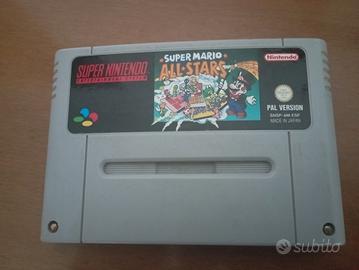 SUPER NINTENDO
ENTERTAINMENT SYSTEM
SUPER MARIO
ALL-STARS
Nintendo
PAL VERSION
SNSP-4M-ESP
MADE IN JAPAN
subito